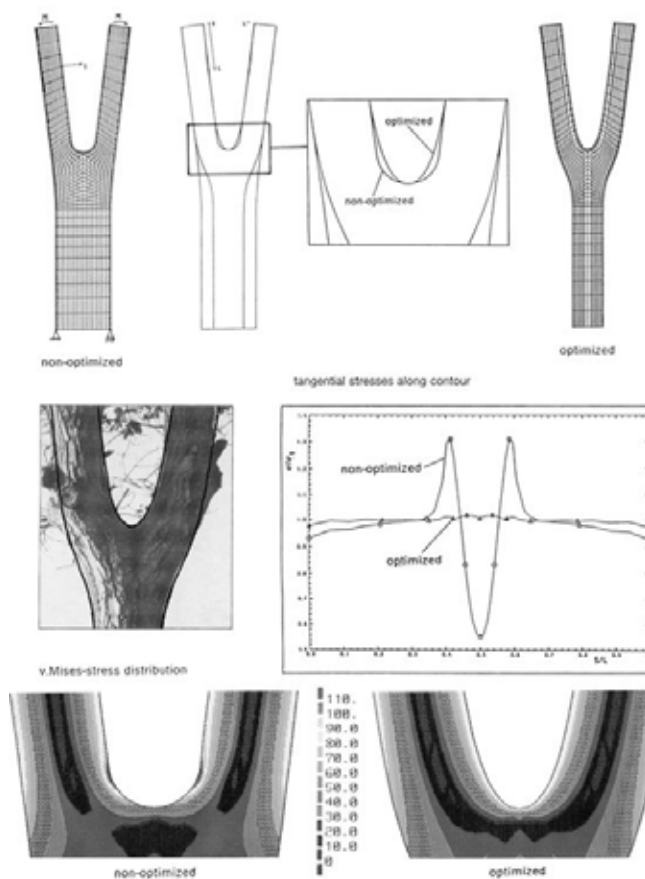 M
M
S
L
optimized
non-optimized
non-optimized
optimized
tangential stresses along contour
non-optimized
optimized
S/L
v.Mises-stress distribution
110.
100.
90.0
80.0
70.0
60.0
50.0
40.0
30.0
20.0
10.0
0
non-optimized
optimized